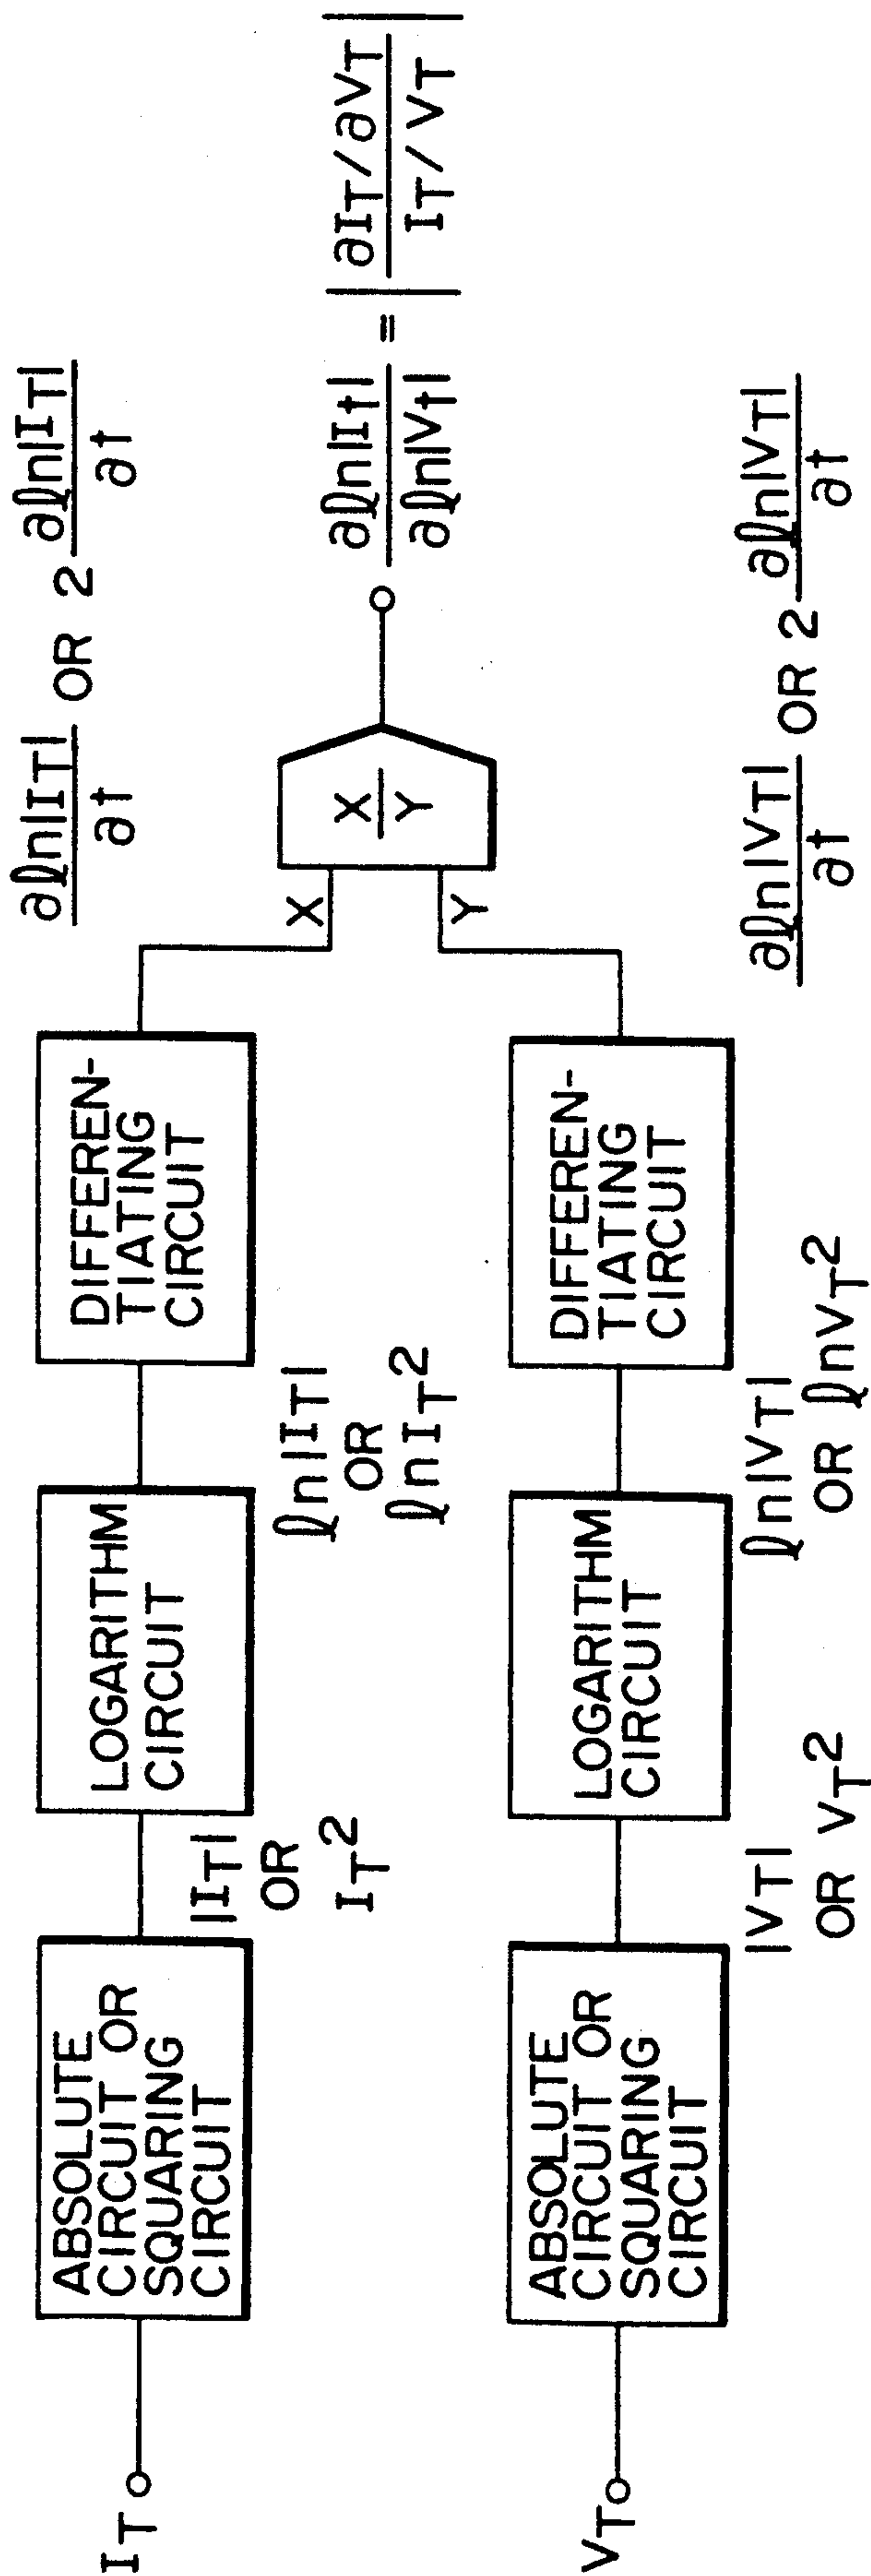 I_T
ABSOLUTE
CIRCUIT OR
SQUARING
CIRCUIT
|I_T|
OR
I_T^2
LOGARITHM
CIRCUIT
ℓn|I_T|
OR
ℓn I_T^2
DIFFEREN-
TIATING
CIRCUIT
∂ℓn|I_T|/∂t OR 2 ∂ℓn|I_T|/∂t
X
Y
X/Y
∂ℓn|I_t|/∂ℓn|V_t| = |(∂I_T/∂V_T)/(I_T/V_T)|
V_T
ABSOLUTE
CIRCUIT OR
SQUARING
CIRCUIT
|V_T|
OR V_T^2
LOGARITHM
CIRCUIT
ℓn|V_T|
OR ℓnV_T^2
DIFFEREN-
TIATING
CIRCUIT
∂ℓn|V_T|/∂t OR 2 ∂ℓn|V_T|/∂t